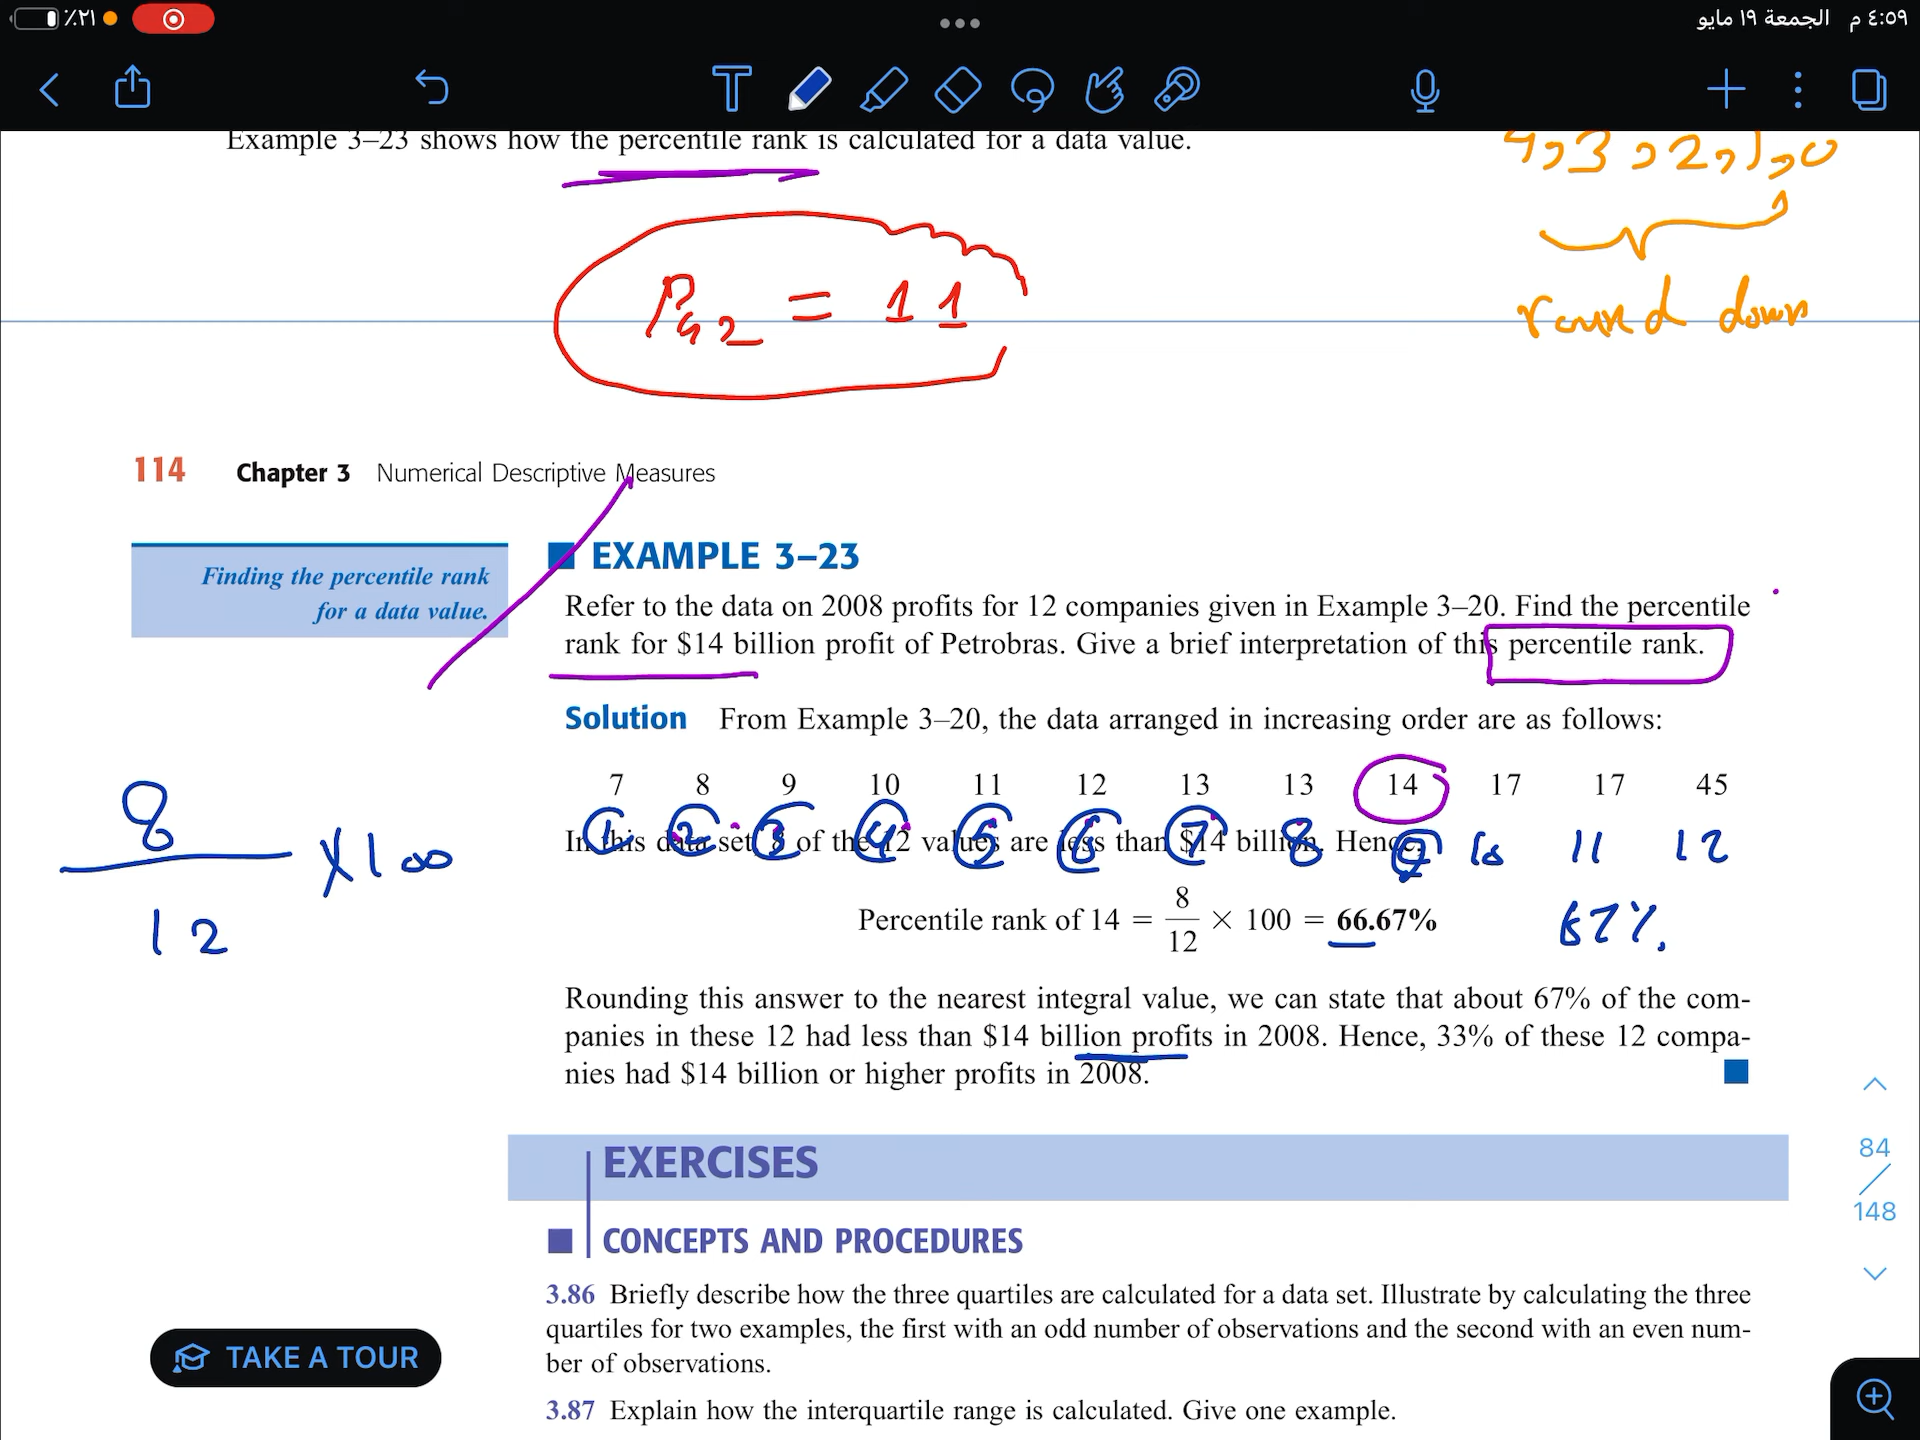 ٪٢١
٤:٥٩ م الجمعة ١٩ مايو
Example 3–23 shows how the percentile rank is calculated for a data value.
4,3,2,1,0
round down
P42 = 11
114 Chapter 3 Numerical Descriptive Measures
Finding the percentile rank
for a data value.
EXAMPLE 3–23
Refer to the data on 2008 profits for 12 companies given in Example 3–20. Find the percentile
rank for $14 billion profit of Petrobras. Give a brief interpretation of this percentile rank.
Solution From Example 3–20, the data arranged in increasing order are as follows:
7 8 9 10 11 12 13 13 14 17 17 45
1 2 3 4 5 6 7 8 9 10 11 12
In this data set, 8 of the 12 values are less than $14 billion. Hence,
8
12
×100
Percentile rank of 14 = 8/12 × 100 = 66.67%
67%
Rounding this answer to the nearest integral value, we can state that about 67% of the com-
panies in these 12 had less than $14 billion profits in 2008. Hence, 33% of these 12 compa-
nies had $14 billion or higher profits in 2008.
EXERCISES
CONCEPTS AND PROCEDURES
3.86 Briefly describe how the three quartiles are calculated for a data set. Illustrate by calculating the three
quartiles for two examples, the first with an odd number of observations and the second with an even num-
ber of observations.
3.87 Explain how the interquartile range is calculated. Give one example.
84
148
TAKE A TOUR